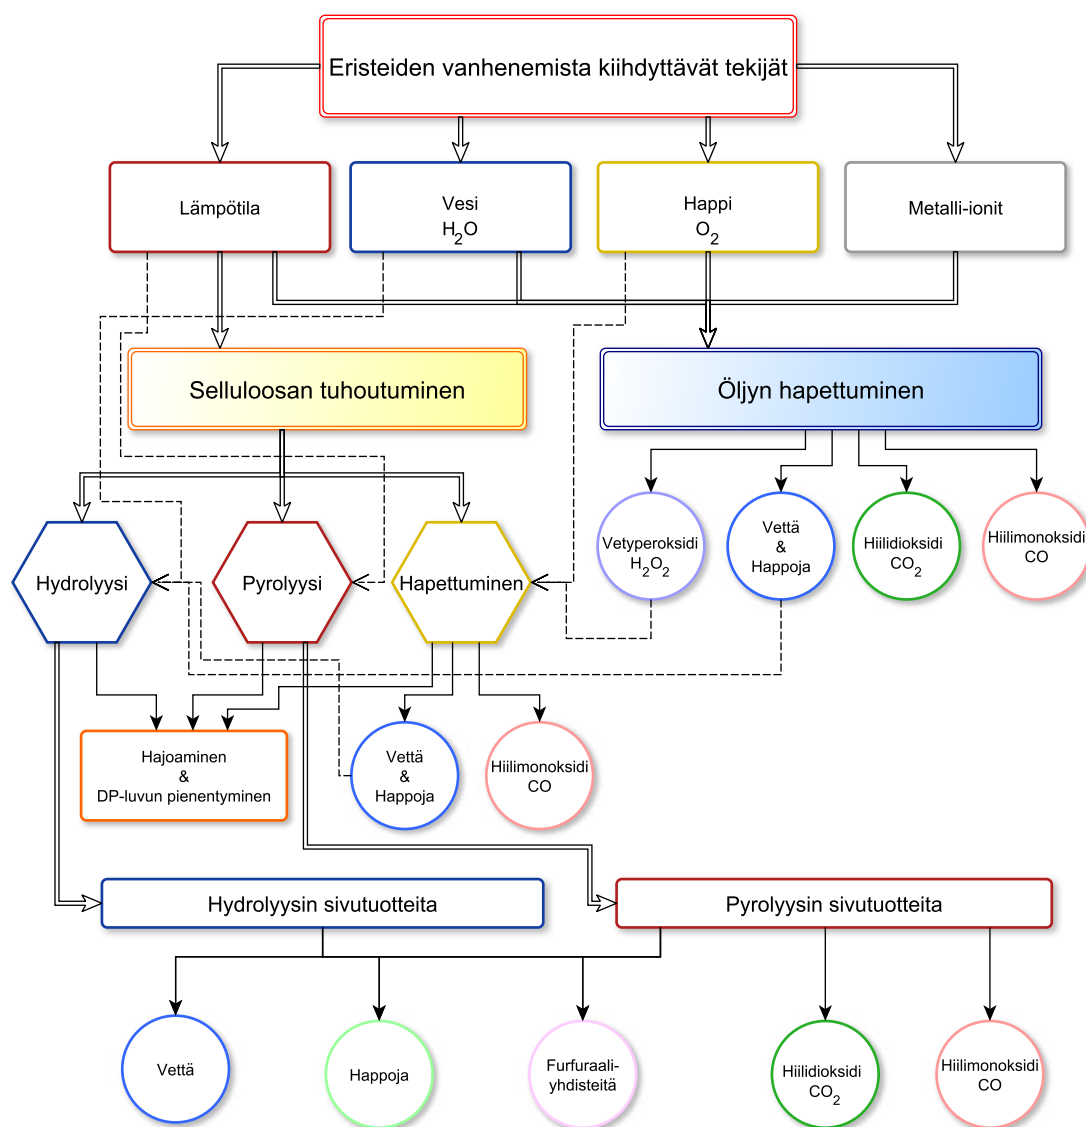 Eristeiden vanhenemista kiihdyttävät tekijät
Lämpötila
Vesi
H2O
Happi
O2
Metalli-ionit
Selluloosan tuhoutuminen
Öljyn hapettuminen
Hydrolyysi
Pyrolyysi
Hapettuminen
Vetyperoksidi
H2O2
Vettä
&
Happoja
Hiilidioksidi
CO2
Hiilimonoksidi
CO
Hajoaminen
&
DP-luvun pienentyminen
Vettä
&
Happoja
Hiilimonoksidi
CO
Hydrolyysin sivutuotteita
Pyrolyysin sivutuotteita
Vettä
Happoja
Furfuraali-
yhdisteitä
Hiilidioksidi
CO2
Hiilimonoksidi
CO